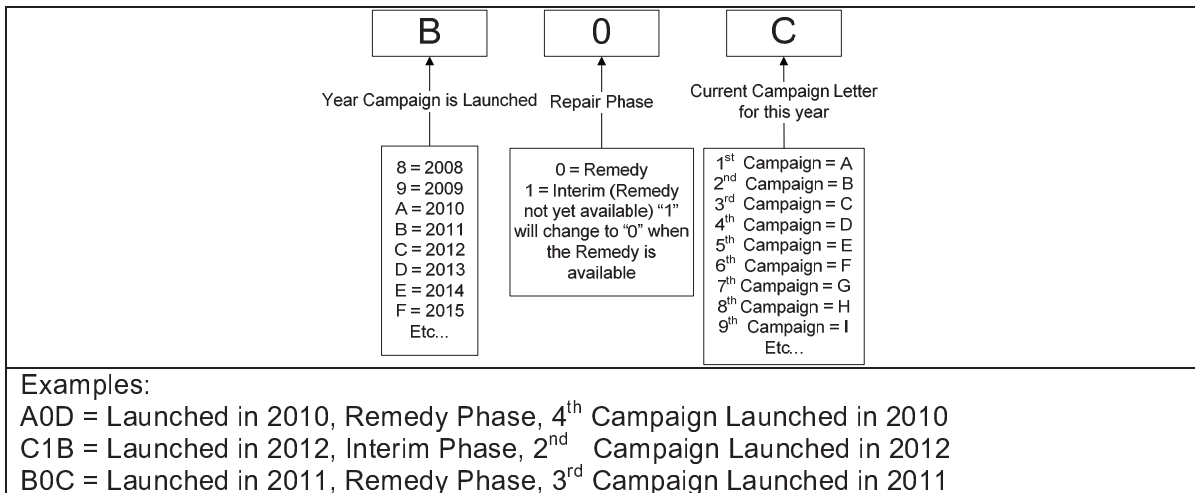 B 0 C
Year Campaign is Launched
Repair Phase
Current Campaign Letter
for this year
8 = 2008
9 = 2009
A = 2010
B = 2011
C = 2012
D = 2013
E = 2014
F = 2015
Etc...
0 = Remedy
1 = Interim (Remedy
not yet available) “1”
will change to “0” when
the Remedy is
available
1st Campaign = A
2nd Campaign = B
3rd Campaign = C
4th Campaign = D
5th Campaign = E
6th Campaign = F
7th Campaign = G
8th Campaign = H
9th Campaign = I
Etc...
Examples:
A0D = Launched in 2010, Remedy Phase, 4th Campaign Launched in 2010
C1B = Launched in 2012, Interim Phase, 2nd Campaign Launched in 2012
B0C = Launched in 2011, Remedy Phase, 3rd Campaign Launched in 2011